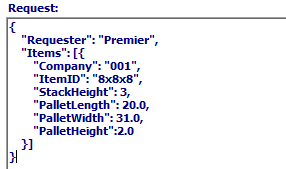 Request:
{
"Requester": "Premier",
"Items": [{
"Company": "001",
"ItemID": "8x8x8",
"StackHeight": 3,
"PalletLength": 20.0,
"PalletWidth": 31.0,
"PalletHeight":2.0
}]
}